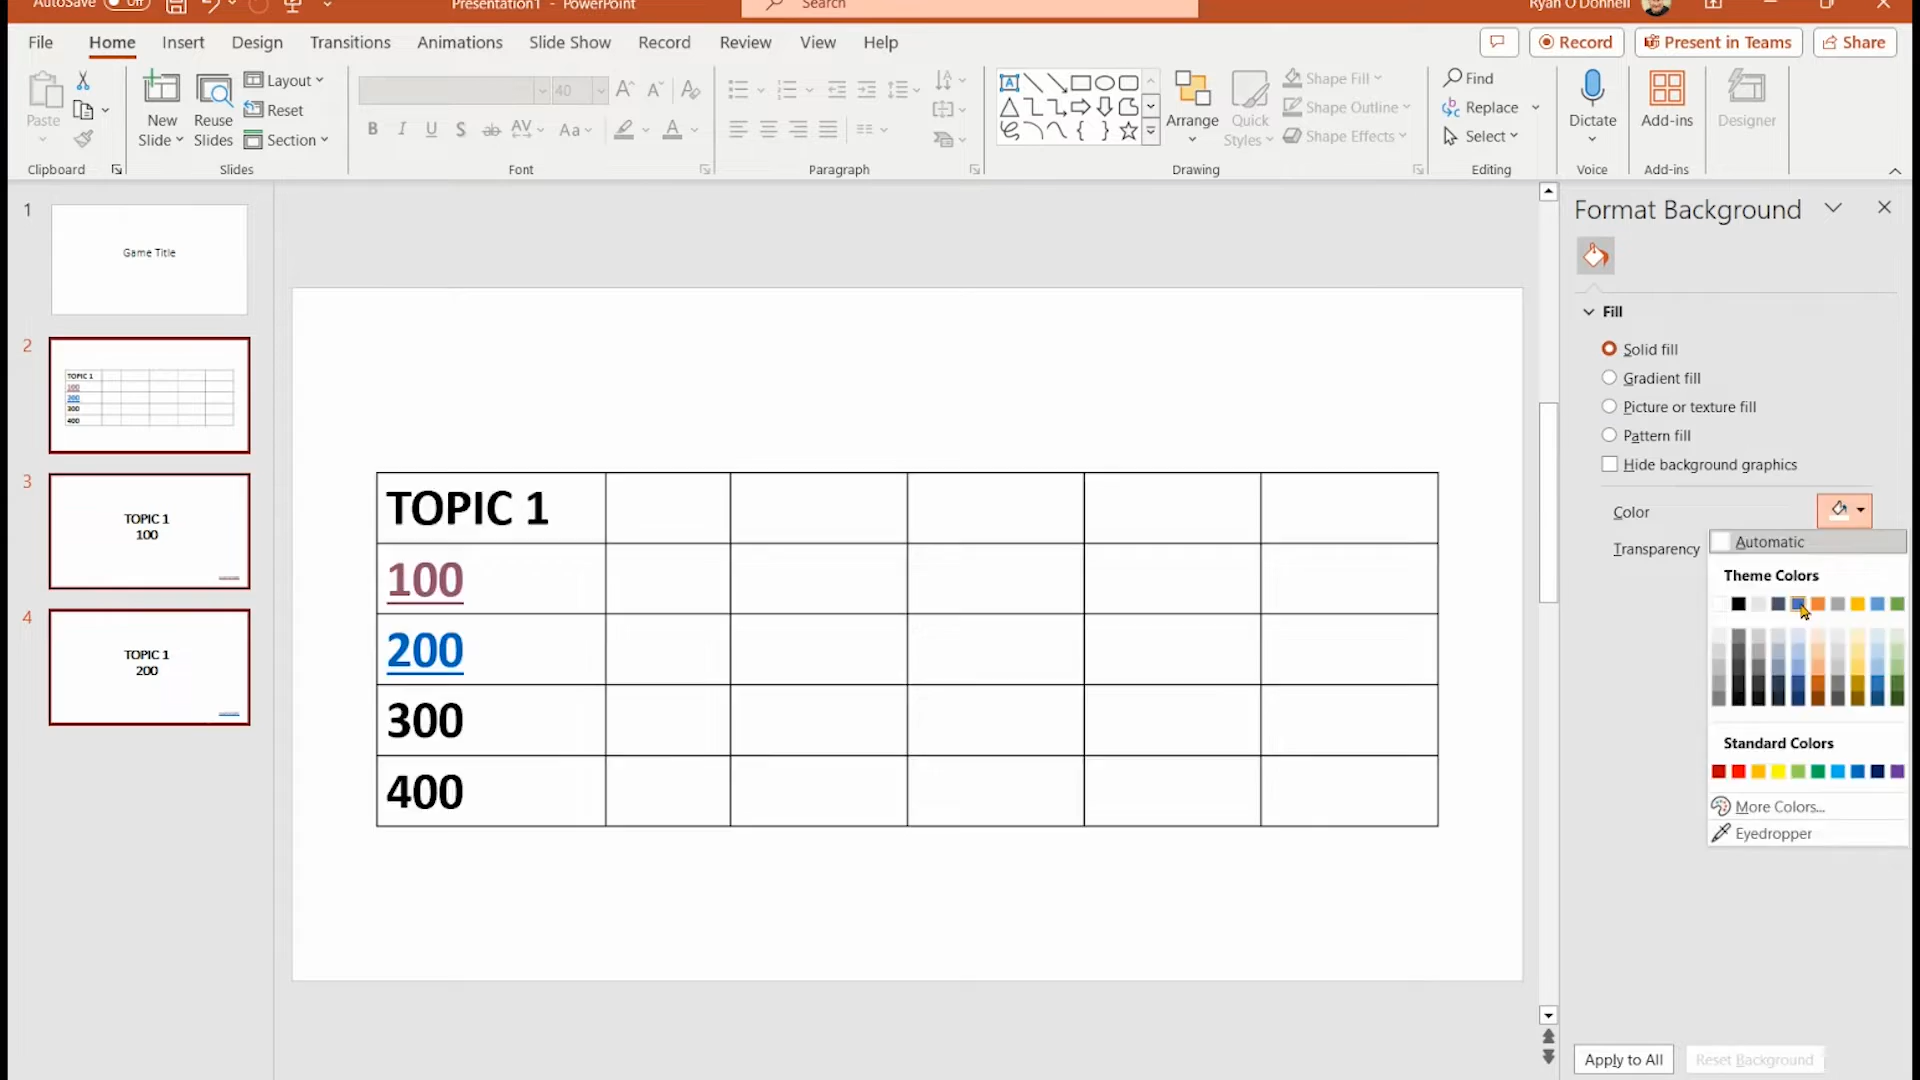 AutoSave Off
Presentation1 - PowerPoint
Search
Ryan O'Donnell
File Home Insert Design Transitions Animations Slide Show Record Review View Help
Record Present in Teams Share
Paste
Clipboard
New Slide
Reuse Slides
Layout
Reset
Section
Slides
40
B I U S ab AV Aa A
Font
Paragraph
Arrange
Quick Styles
Shape Fill
Shape Outline
Shape Effects
Drawing
Find
Replace
Select
Editing
Dictate
Voice
Add-ins
Add-ins
Designer
1
Game Title
2
TOPIC 1
100
200
300
400
3
TOPIC 1
100
4
TOPIC 1
200
TOPIC 1
100
200
300
400
Format Background
Fill
Solid fill
Gradient fill
Picture or texture fill
Pattern fill
Hide background graphics
Color
Transparency
Automatic
Theme Colors
Standard Colors
More Colors...
Eyedropper
Apply to All
Reset Background